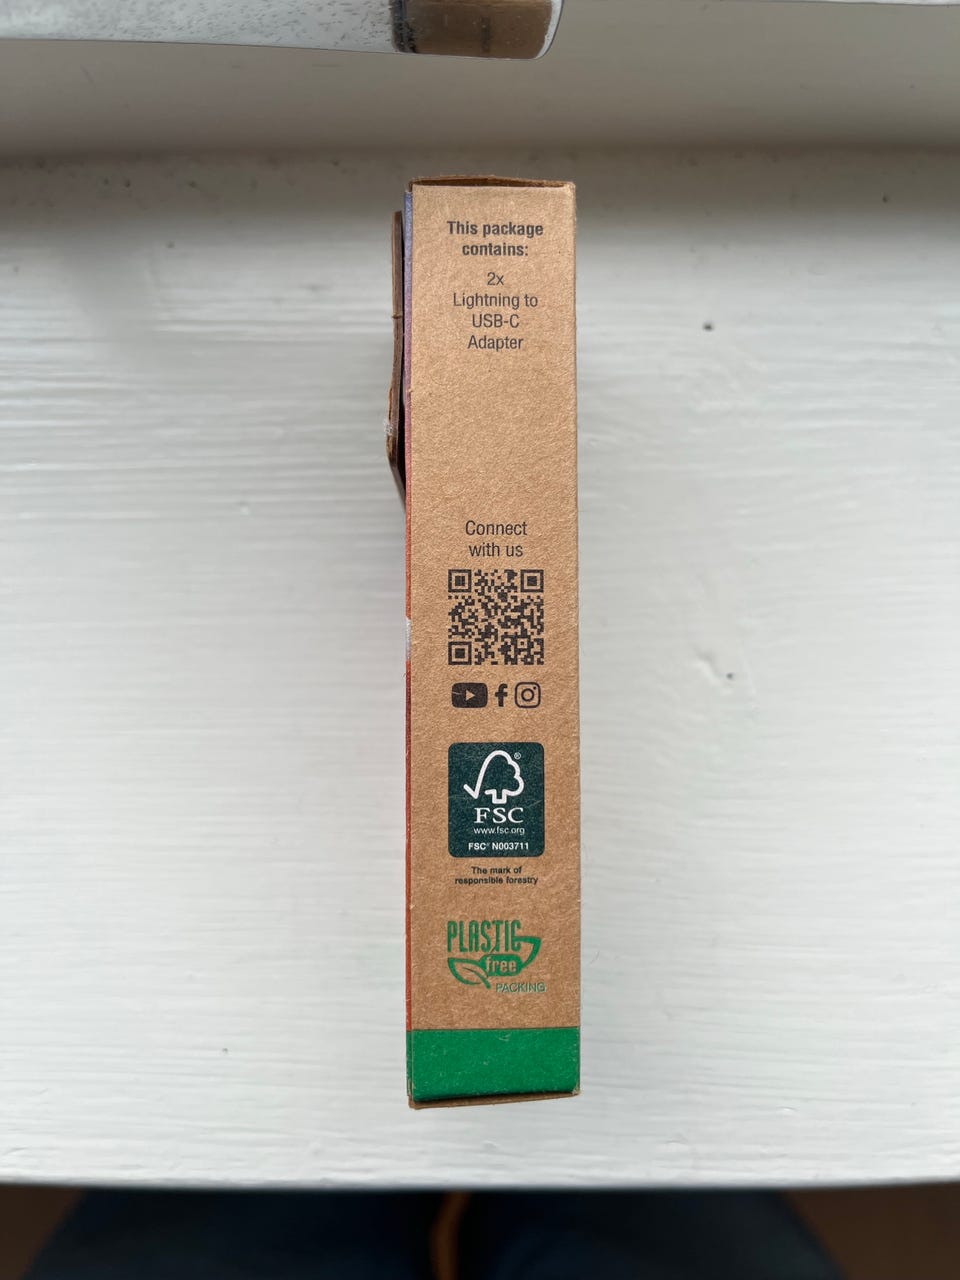 This package
contains:
2x
Lightning to
USB-C
Adapter
Connect
with us
FSC®
www.fsc.org
FSC® N003711
The mark of
responsible forestry
PLASTIC
free
PACKING